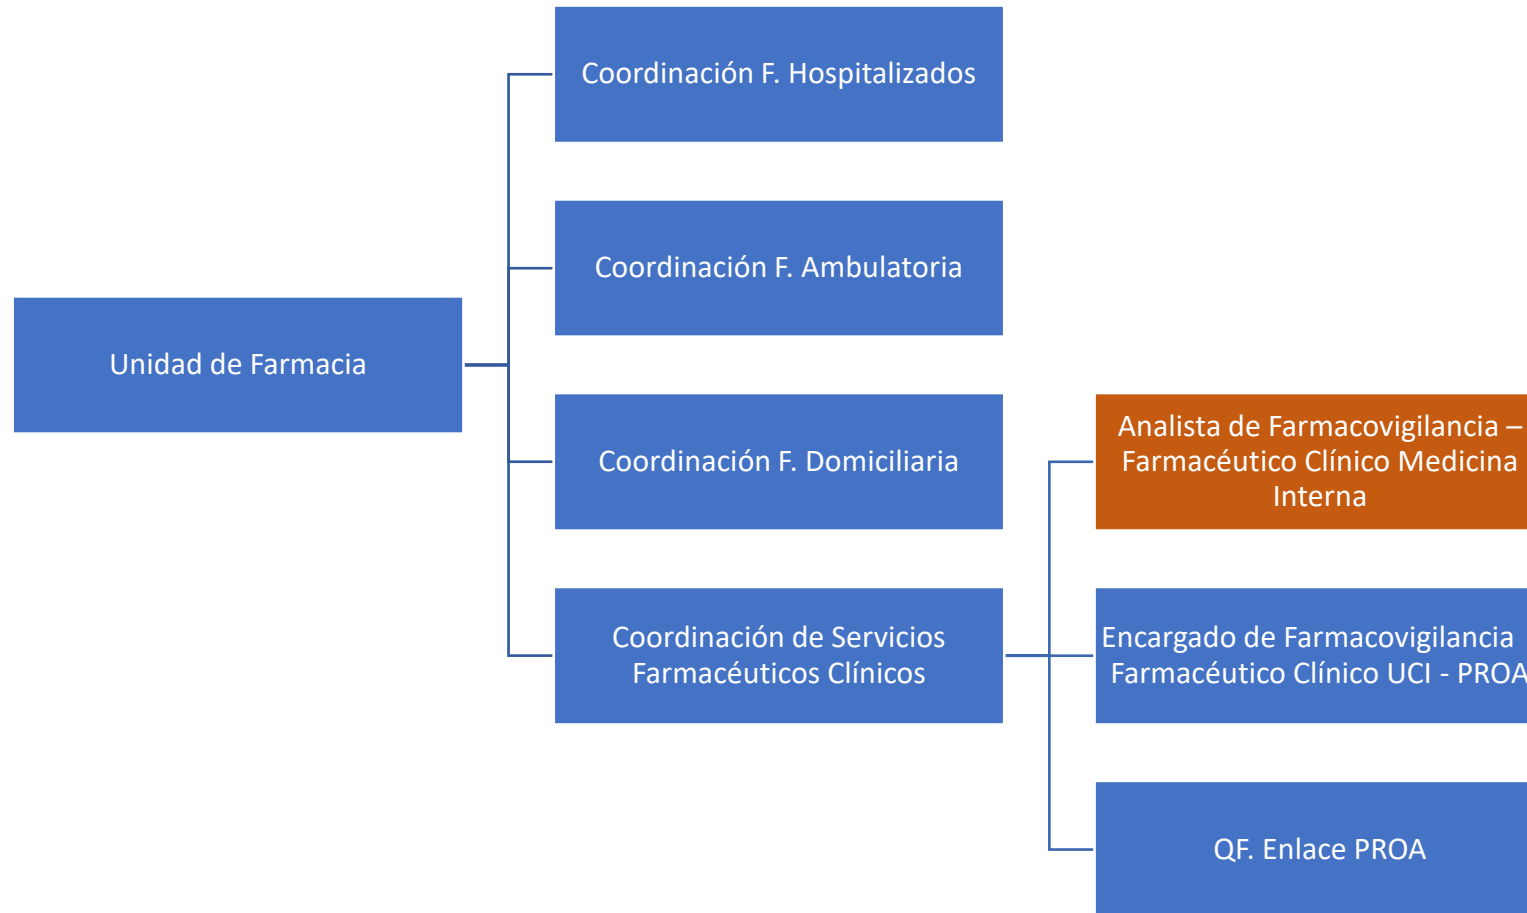 Unidad de Farmacia
Coordinación F. Hospitalizados
Coordinación F. Ambulatoria
Coordinación F. Domiciliaria
Coordinación de Servicios
Farmacéuticos Clínicos
Analista de Farmacovigilancia –
Farmacéutico Clínico Medicina
Interna
Encargado de Farmacovigilancia
Farmacéutico Clínico UCI - PROA
QF. Enlace PROA